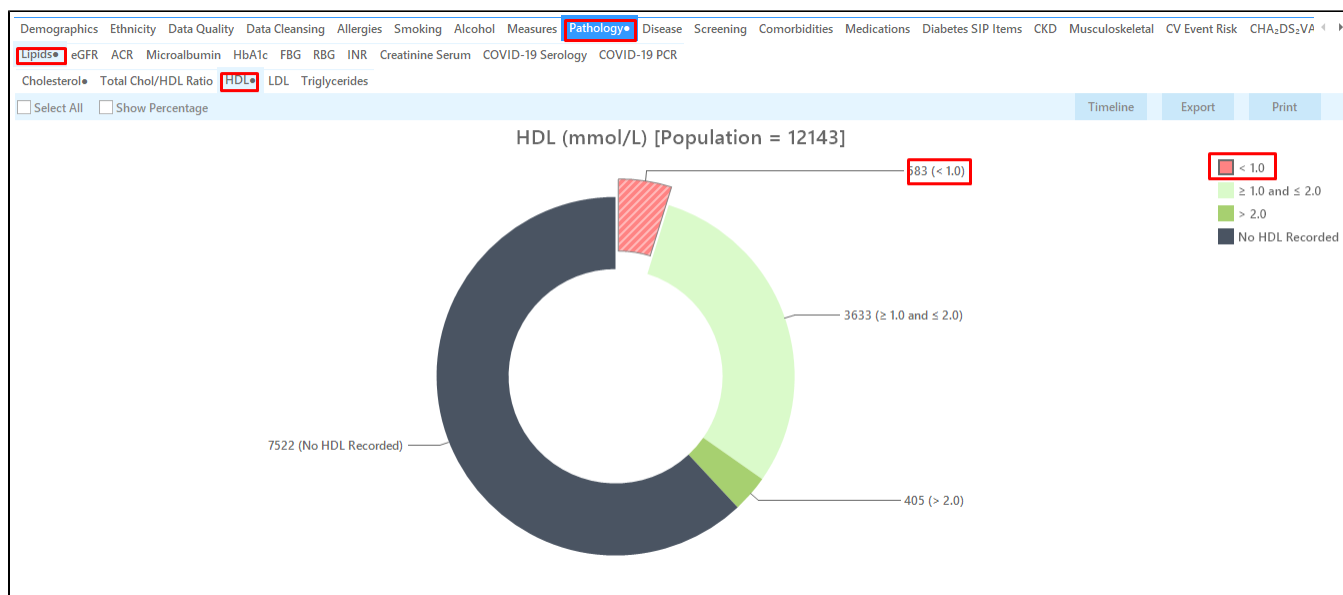 Demographics Ethnicity Data Quality Data Cleansing Allergies Smoking Alcohol Measures Pathology● Disease Screening Comorbidities Medications Diabetes SIP Items CKD Musculoskeletal CV Event Risk CHA₂DS₂VA
Lipids● eGFR ACR Microalbumin HbA1c FBG RBG INR Creatinine Serum COVID-19 Serology COVID-19 PCR
Cholesterol● Total Chol/HDL Ratio HDL● LDL Triglycerides
Select All Show Percentage Timeline Export Print
HDL (mmol/L) [Population = 12143]
583 (< 1.0)
< 1.0
≥ 1.0 and ≤ 2.0
> 2.0
No HDL Recorded
3633 (≥ 1.0 and ≤ 2.0)
7522 (No HDL Recorded)
405 (> 2.0)